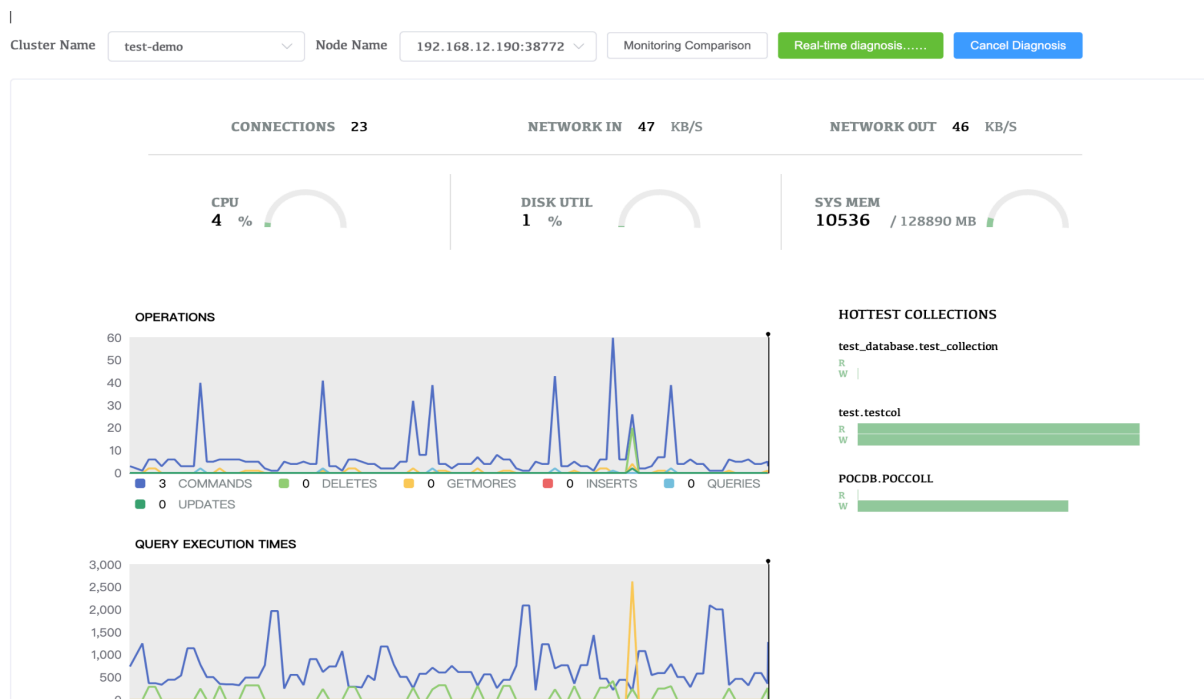 Cluster Name test-demo Node Name 192.168.12.190:38772 Monitoring Comparison Real-time diagnosis...... Cancel Diagnosis
CONNECTIONS 23 NETWORK IN 47 KB/S NETWORK OUT 46 KB/S
CPU
4 %
DISK UTIL
1 %
SYS MEM
10536 / 128890 MB
OPERATIONS
60
50
40
30
20
10
0
3 COMMANDS 0 DELETES 0 GETMORES 0 INSERTS 0 QUERIES
0 UPDATES
HOTTEST COLLECTIONS
test_database.test_collection
R
W
test.testcol
R
W
POCDB.POCCOLL
R
W
QUERY EXECUTION TIMES
3,000
2,500
2,000
1,500
1,000
500
0